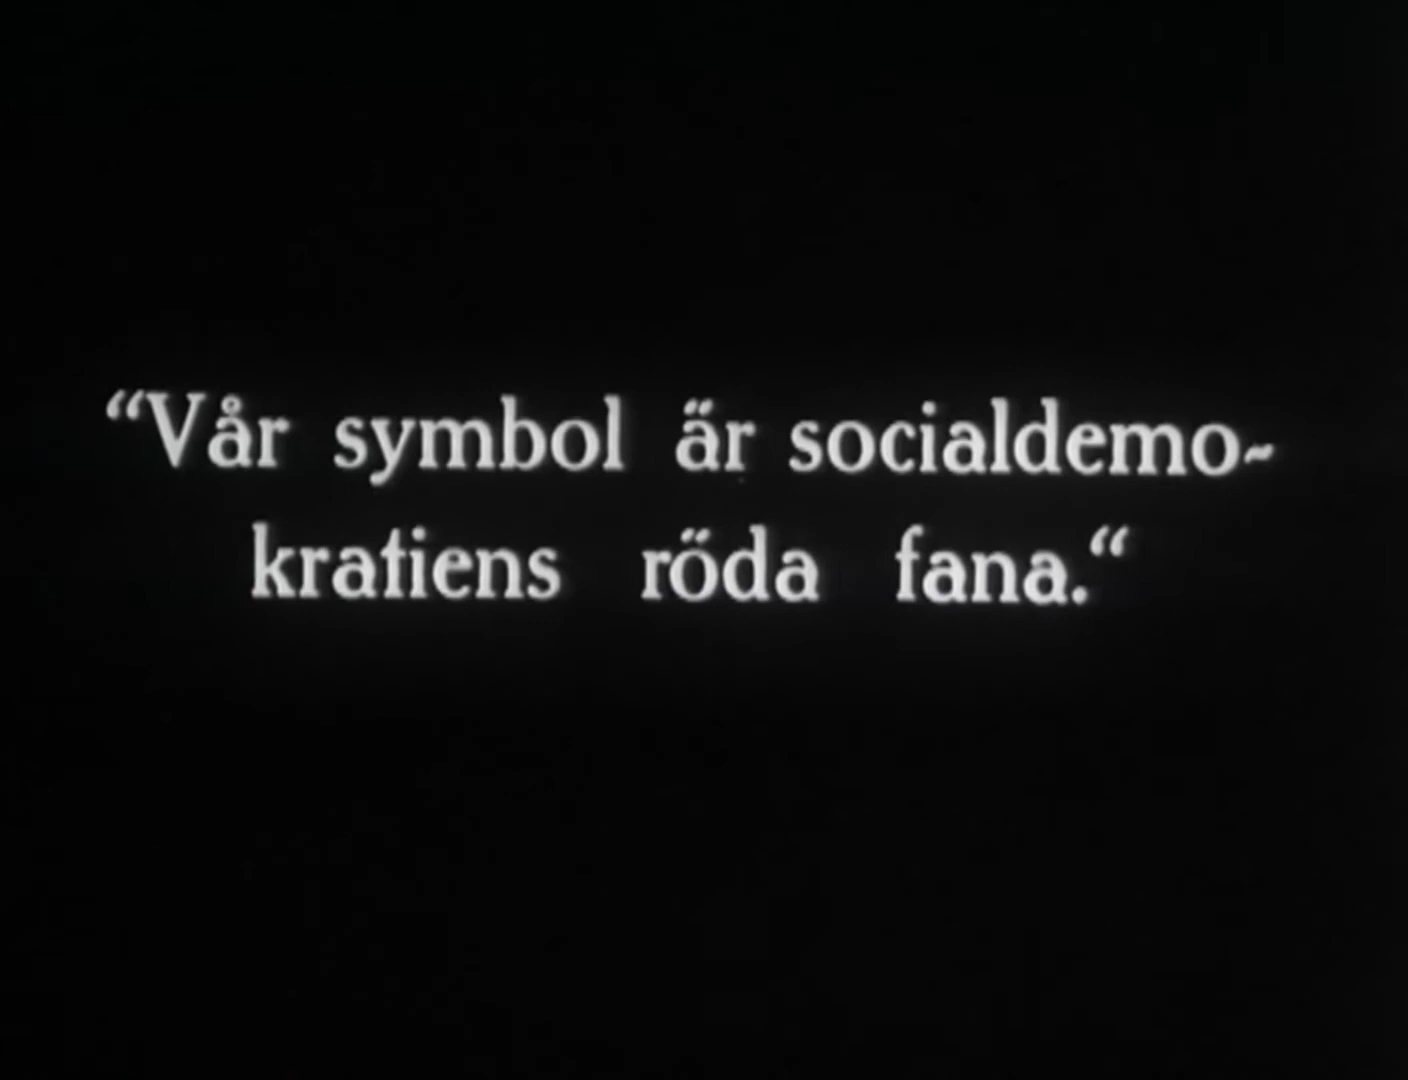 “Vår symbol är socialdemo-
kratiens röda fana.“